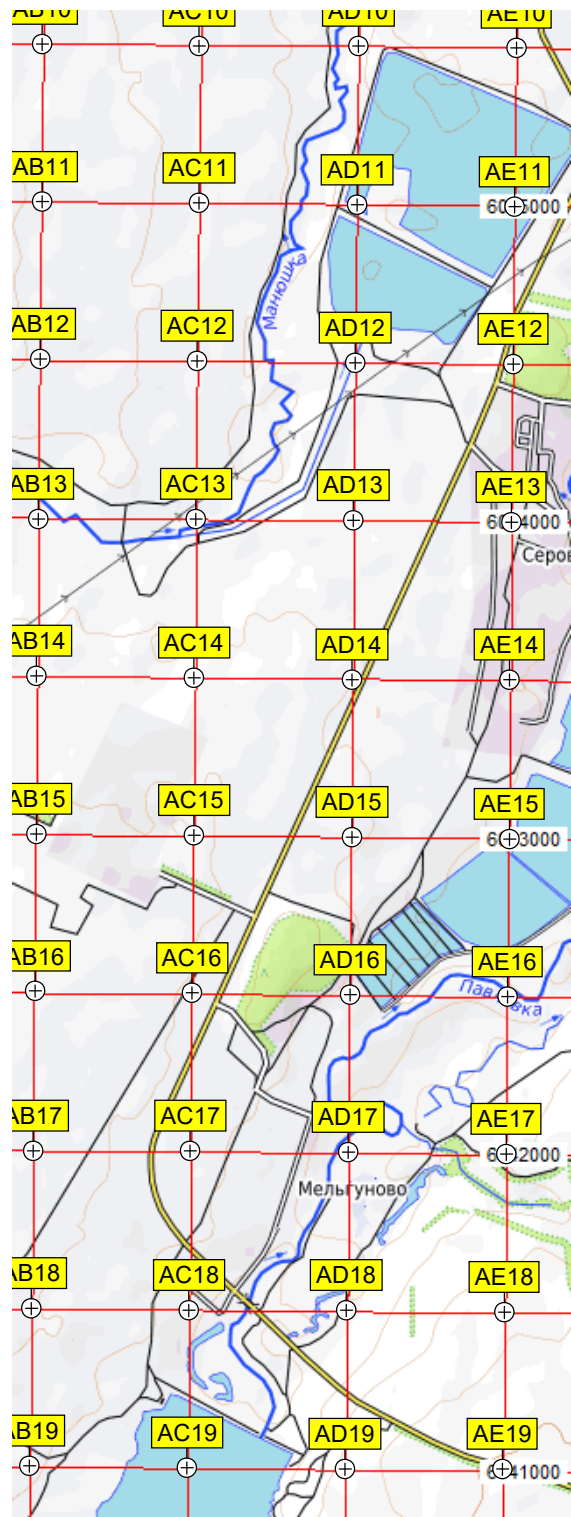 AB10 AC10 AD10 AE10
AB11 AC11 AD11 AE11
Манюшка
AB12 AC12 AD12 AE12
AB13 AC13 AD13 AE13
Серов
AB14 AC14 AD14 AE14
AB15 AC15 AD15 AE15
AB16 AC16 AD16 AE16
AB17 AC17 AD17 AE17
Мельгуново
AB18 AC18 AD18 AE18
AB19 AC19 AD19 AE19